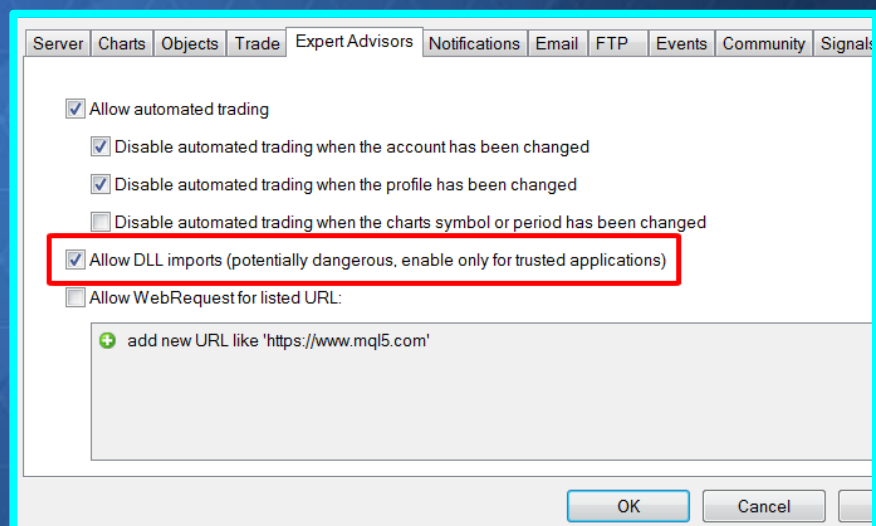 Server Charts Objects Trade Expert Advisors Notifications Email FTP Events Community Signals
Allow automated trading
Disable automated trading when the account has been changed
Disable automated trading when the profile has been changed
Disable automated trading when the charts symbol or period has been changed
Allow DLL imports (potentially dangerous, enable only for trusted applications)
Allow WebRequest for listed URL:
add new URL like 'https://www.mql5.com'
OK Cancel